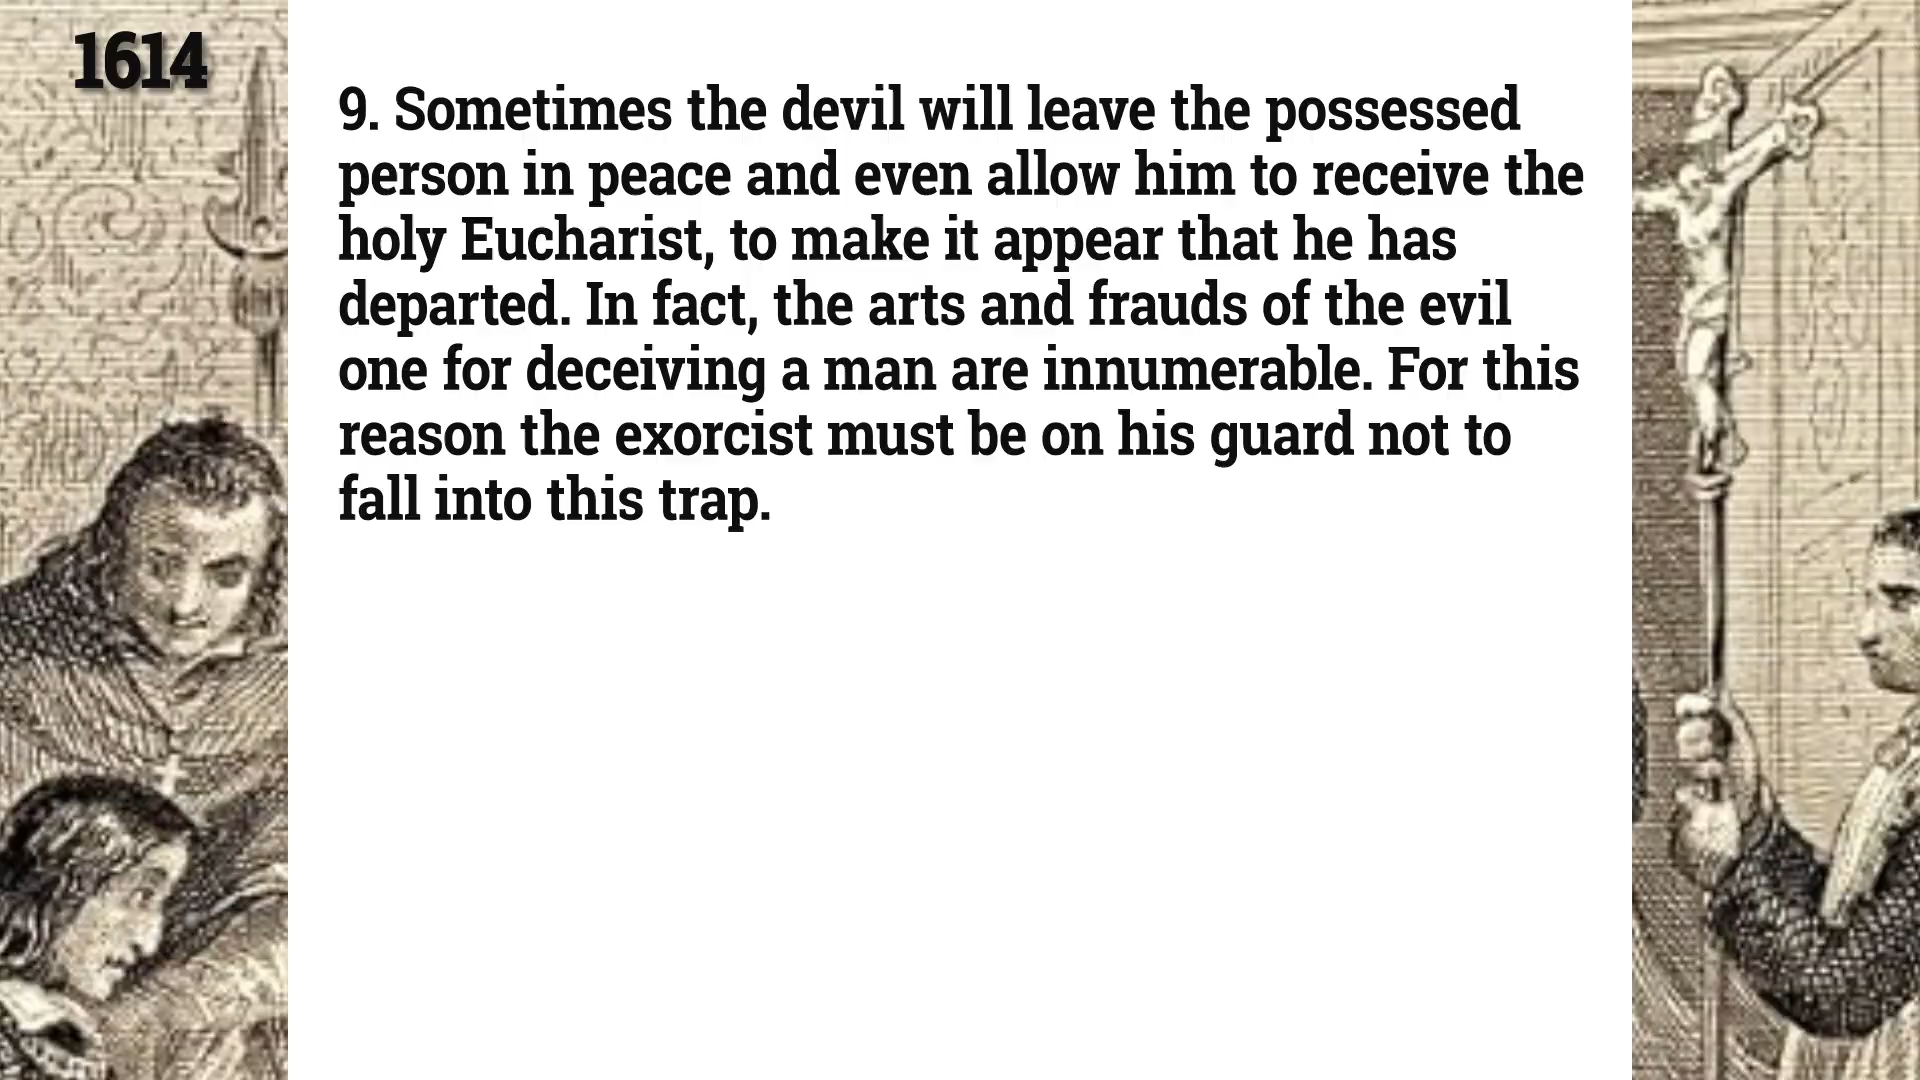 1614
9. Sometimes the devil will leave the possessed
person in peace and even allow him to receive the
holy Eucharist, to make it appear that he has
departed. In fact, the arts and frauds of the evil
one for deceiving a man are innumerable. For this
reason the exorcist must be on his guard not to
fall into this trap.